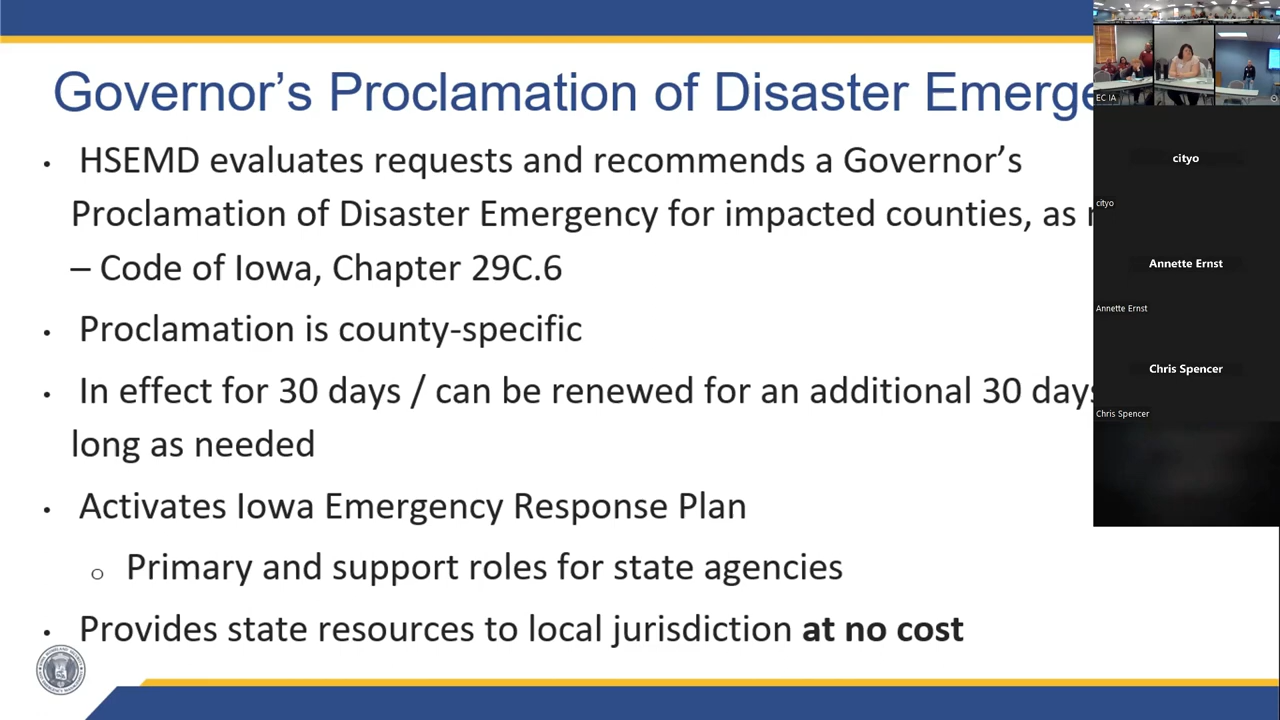 Governor’s Proclamation of Disaster Emerge
• HSEMD evaluates requests and recommends a Governor’s
Proclamation of Disaster Emergency for impacted counties, as
– Code of Iowa, Chapter 29C.6
• Proclamation is county-specific
• In effect for 30 days / can be renewed for an additional 30 days
long as needed
• Activates Iowa Emergency Response Plan
o Primary and support roles for state agencies
• Provides state resources to local jurisdiction at no cost
EC IA
cityo
cityo
Annette Ernst
Annette Ernst
Chris Spencer
Chris Spencer